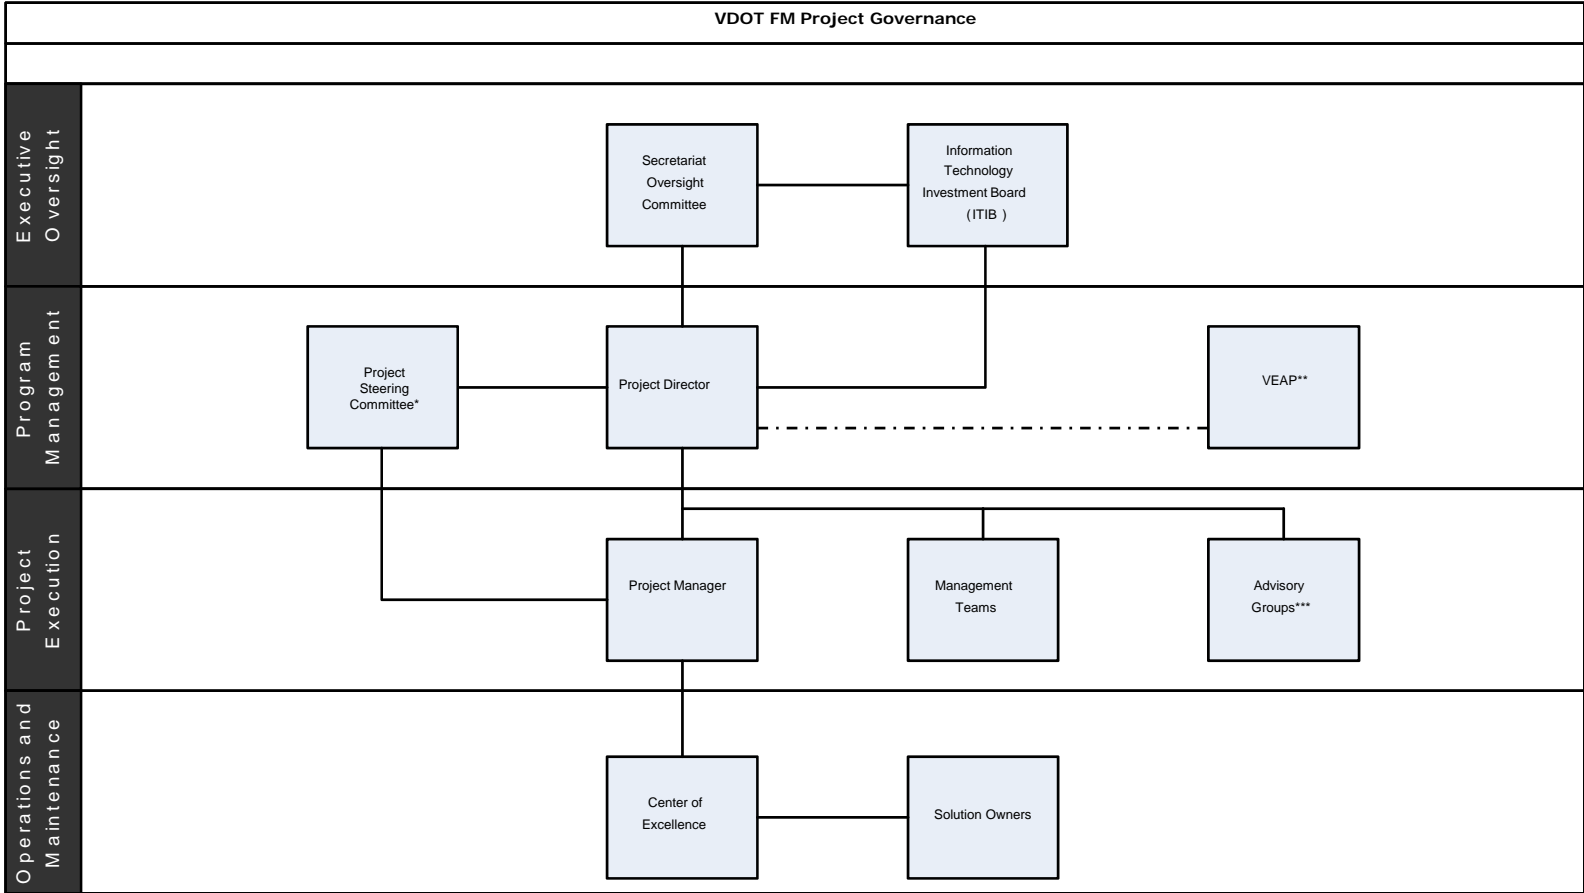 VDOT FM Project Governance
Executive
Oversight
Secretariat
Oversight
Committee
Information
Technology
Investment Board
(ITIB )
Program
Management
Project
Steering
Committee*
Project Director
VEAP**
Project
Execution
Project Manager
Management
Teams
Advisory
Groups***
Operations and
Maintenance
Center of
Excellence
Solution Owners